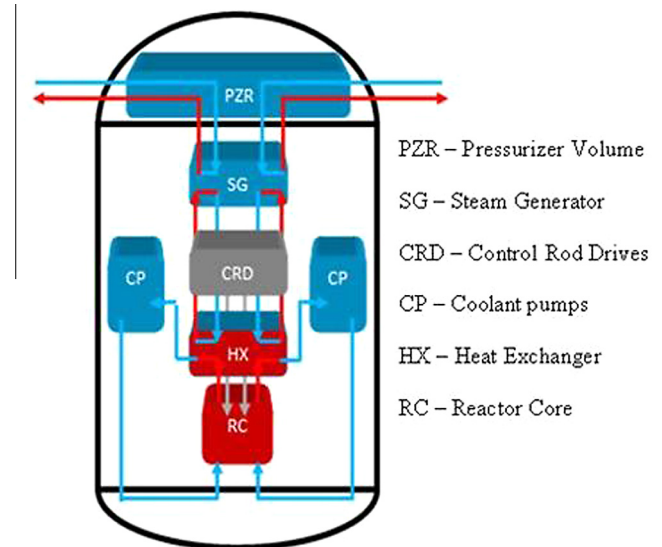 PZR
SG
CRD
CP
CP
HX
RC
PZR – Pressurizer Volume
SG – Steam Generator
CRD – Control Rod Drives
CP – Coolant pumps
HX – Heat Exchanger
RC – Reactor Core